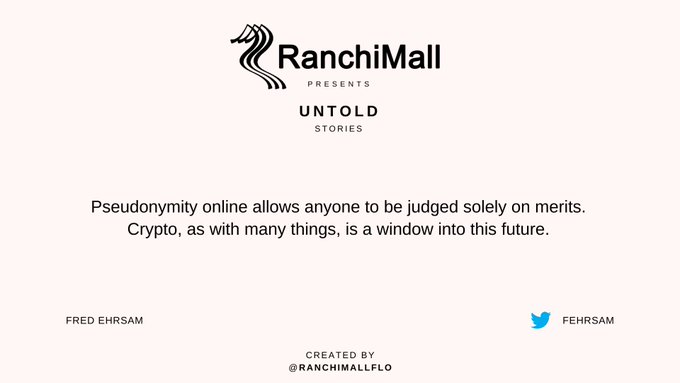 RanchiMall
PRESENTS
UNTOLD
STORIES
Pseudonymity online allows anyone to be judged solely on merits.
Crypto, as with many things, is a window into this future.
FRED EHRSAM
FEHRSAM
CREATED BY
@RANCHIMALLFLO